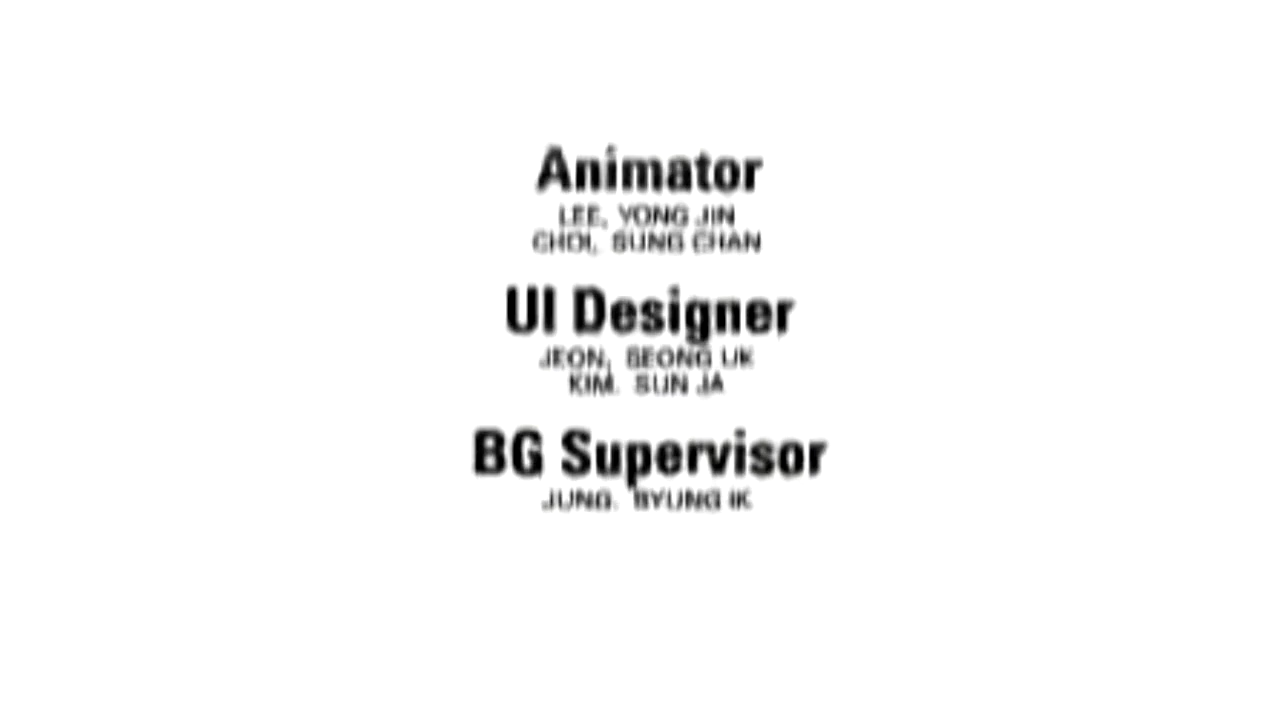 Animator
LEE, YONG JIN
CHOI, SUNG CHAN
UI Designer
JEON, SEONG UK
KIM. SUN JA
BG Supervisor
JUNG. BYUNG IK